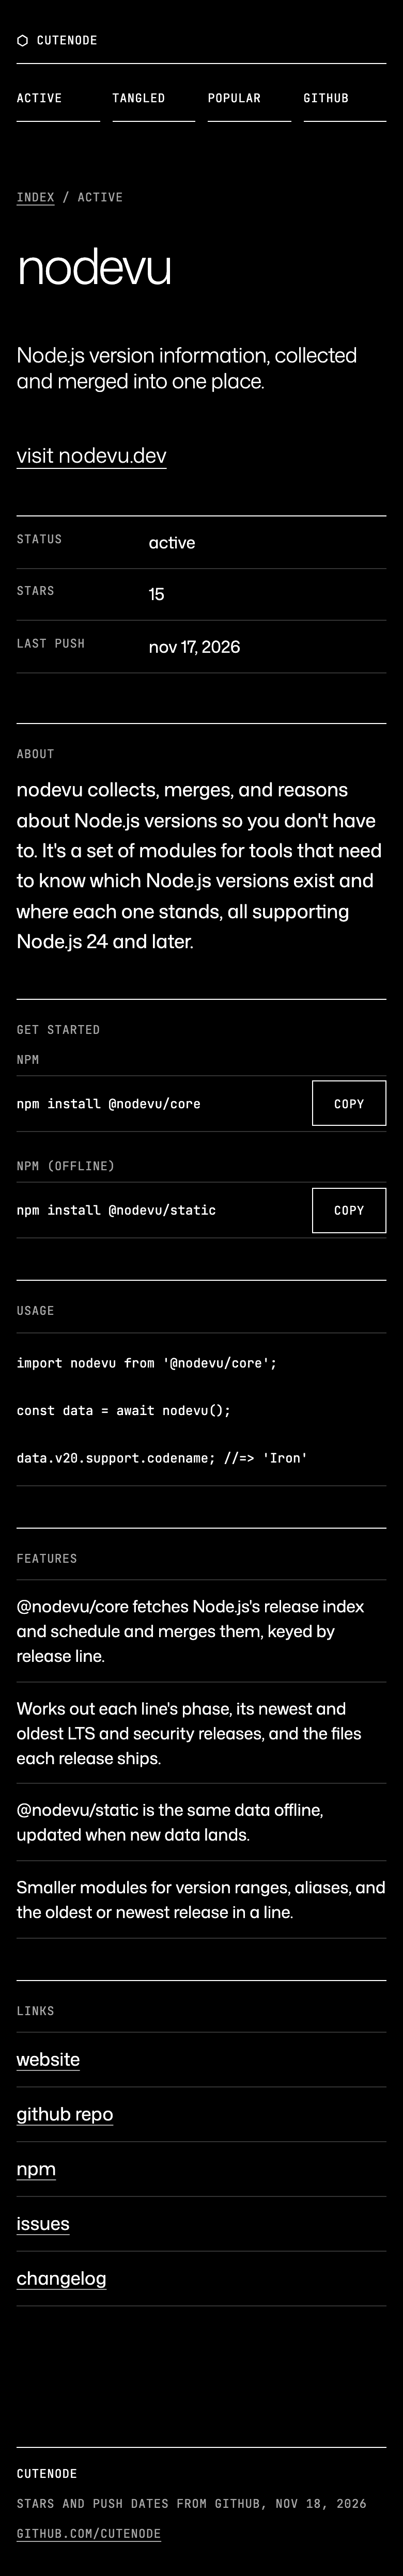 CUTENODE
ACTIVE TANGLED POPULAR GITHUB
INDEX / ACTIVE
nodevu
Node.js version information, collected
and merged into one place.
visit nodevu.dev
STATUS active
STARS 15
LAST PUSH nov 17, 2026
ABOUT
nodevu collects, merges, and reasons
about Node.js versions so you don't have
to. It's a set of modules for tools that need
to know which Node.js versions exist and
where each one stands, all supporting
Node.js 24 and later.
GET STARTED
NPM
npm install @nodevu/core COPY
NPM (OFFLINE)
npm install @nodevu/static COPY
USAGE
import nodevu from '@nodevu/core';
const data = await nodevu();
data.v20.support.codename; //=> 'Iron'
FEATURES
@nodevu/core fetches Node.js's release index
and schedule and merges them, keyed by
release line.
Works out each line's phase, its newest and
oldest LTS and security releases, and the files
each release ships.
@nodevu/static is the same data offline,
updated when new data lands.
Smaller modules for version ranges, aliases, and
the oldest or newest release in a line.
LINKS
website
github repo
npm
issues
changelog
CUTENODE
STARS AND PUSH DATES FROM GITHUB, NOV 18, 2026
GITHUB.COM/CUTENODE